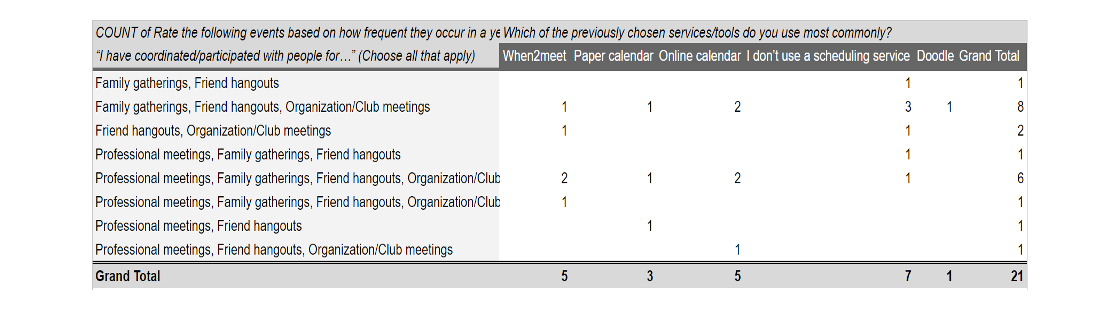 COUNT of Rate the following events based on how frequent they occur in a ye Which of the previously chosen services/tools do you use most commonly?
“I have coordinated/participated with people for…” (Choose all that apply) When2meet Paper calendar Online calendar I don't use a scheduling service Doodle Grand Total
Family gatherings, Friend hangouts 1 1
Family gatherings, Friend hangouts, Organization/Club meetings 1 1 2 3 1 8
Friend hangouts, Organization/Club meetings 1 1 2
Professional meetings, Family gatherings, Friend hangouts 1 1
Professional meetings, Family gatherings, Friend hangouts, Organization/Club 2 1 2 1 6
Professional meetings, Family gatherings, Friend hangouts, Organization/Club 1 1
Professional meetings, Friend hangouts 1 1
Professional meetings, Friend hangouts, Organization/Club meetings 1 1
Grand Total 5 3 5 7 1 21